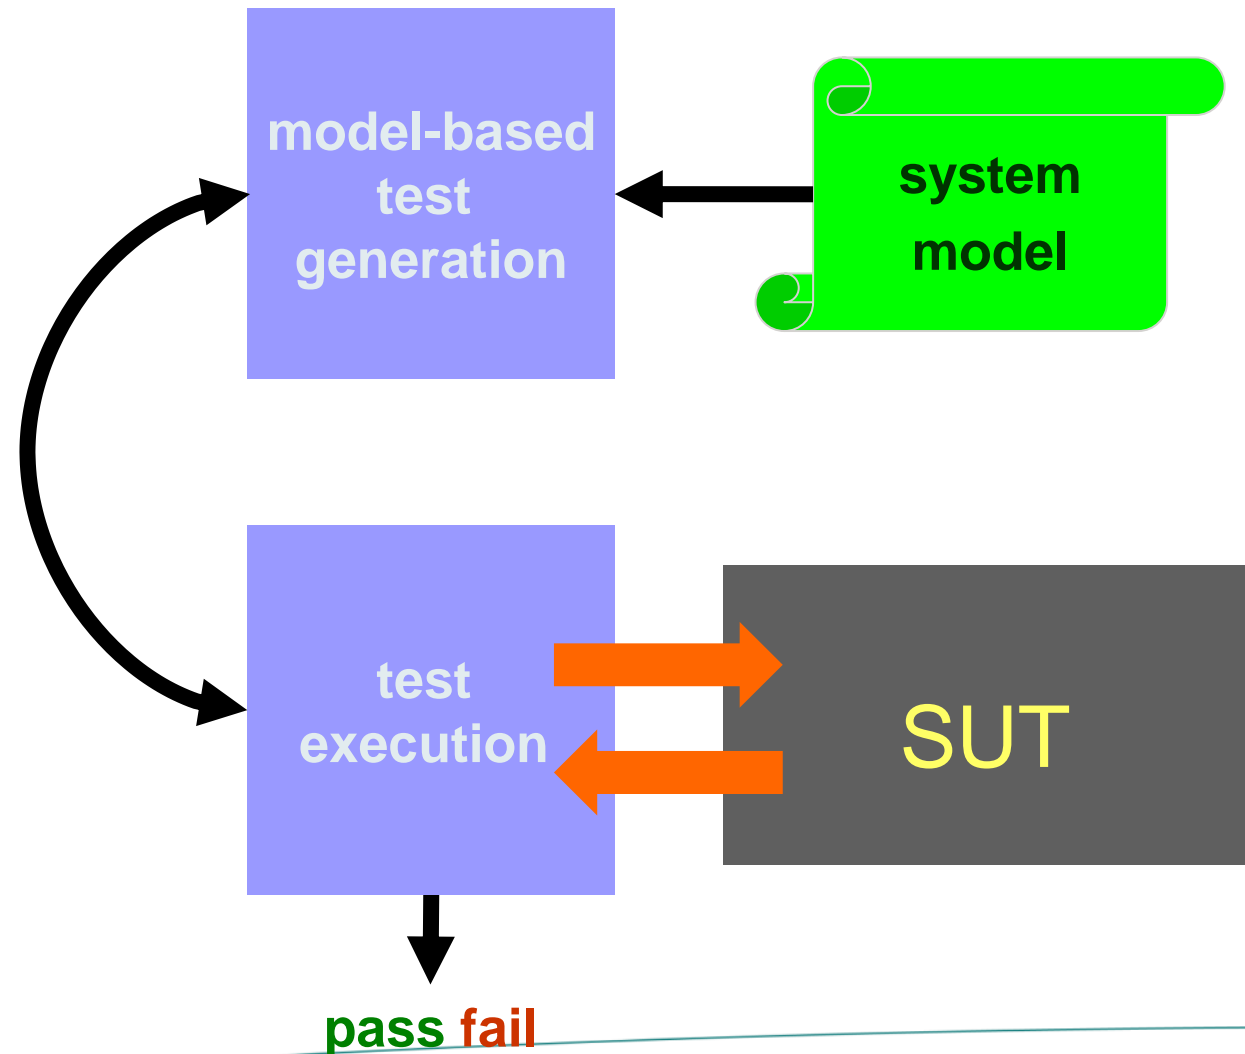 model-based
test
generation
system
model
test
execution
SUT
pass fail